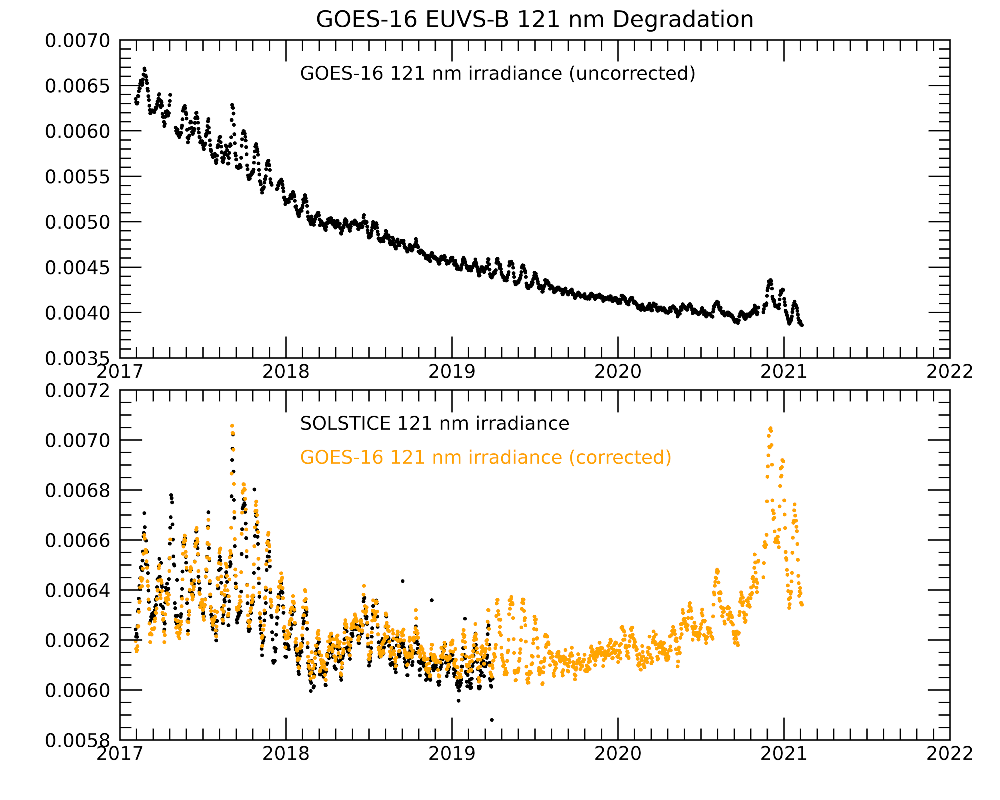 GOES-16 EUVS-B 121 nm Degradation
0.0070
GOES-16 121 nm irradiance (uncorrected)
0.0065
0.0060
0.0055
0.0050
0.0045
0.0040
0.0035
2017 2018 2019 2020 2021 2022
0.0072
SOLSTICE 121 nm irradiance
0.0070
GOES-16 121 nm irradiance (corrected)
0.0068
0.0066
0.0064
0.0062
0.0060
0.0058
2017 2018 2019 2020 2021 2022